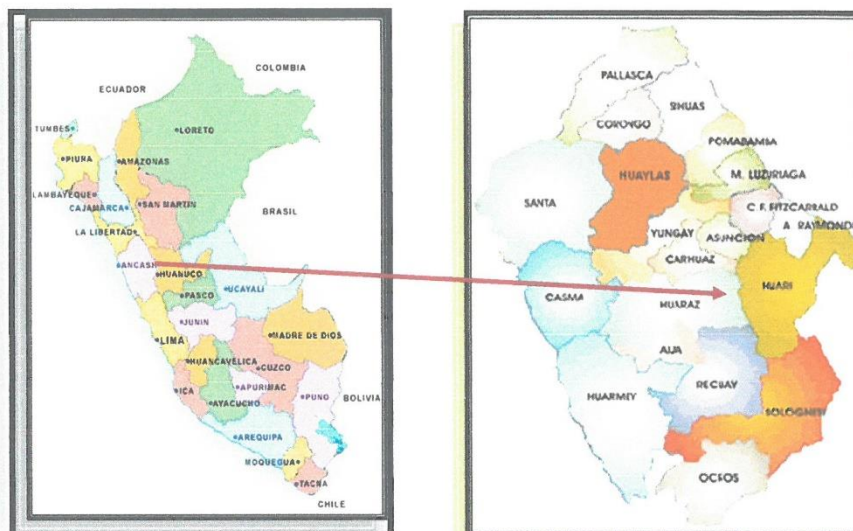 COLOMBIA
ECUADOR
TUMBES
LORETO
PIURA
AMAZONAS
LAMBAYEQUE
CAJAMARCA
SAN MARTIN
BRASIL
LA LIBERTAD
ANCASH
HUANUCO
PASCO
UCAYALI
JUNIN
LIMA
MADRE DE DIOS
HUANCAVELICA
CUZCO
ICA
APURIMAC
PUNO
BOLIVIA
AYACUCHO
AREQUIPA
MOQUEGUA
TACNA
CHILE
PALLASCA
SIHUAS
CORONGO
POMABAMBA
HUAYLAS
M. LUZURIAGA
SANTA
C.F. FITZCARRALD
A. RAYMONDI
YUNGAY
ASUNCION
CARHUAZ
HUARI
CASMA
HUARAZ
AIJA
RECUAY
HUARMEY
BOLOGNESI
OCROS